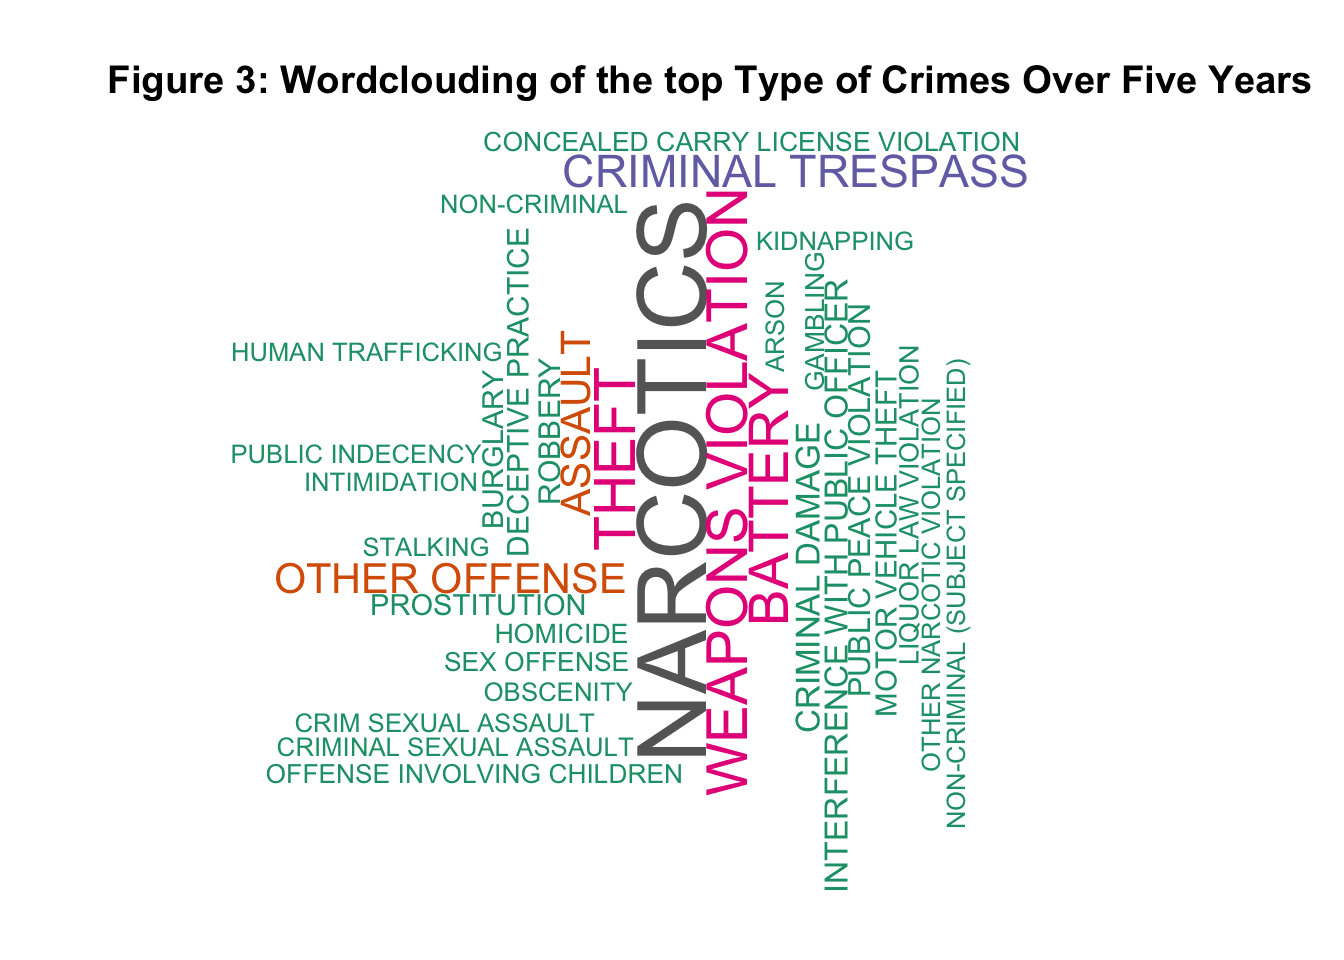 Figure 3: Wordclouding of the top Type of Crimes Over Five Years
CONCEALED CARRY LICENSE VIOLATION
CRIMINAL TRESPASS
NON-CRIMINAL
KIDNAPPING
HUMAN TRAFFICKING
PUBLIC INDECENCY
INTIMIDATION
STALKING
OTHER OFFENSE
PROSTITUTION
HOMICIDE
SEX OFFENSE
OBSCENITY
CRIM SEXUAL ASSAULT
CRIMINAL SEXUAL ASSAULT
OFFENSE INVOLVING CHILDREN
BURGLARY
DECEPTIVE PRACTICE
ROBBERY
ASSAULT
THEFT
NARCOTICS
WEAPONS VIOLATION
BATTERY
ARSON
CRIMINAL DAMAGE
GAMBLING
INTERFERENCE WITH PUBLIC OFFICER
PUBLIC PEACE VIOLATION
MOTOR VEHICLE THEFT
LIQUOR LAW VIOLATION
OTHER NARCOTIC VIOLATION
NON-CRIMINAL (SUBJECT SPECIFIED)